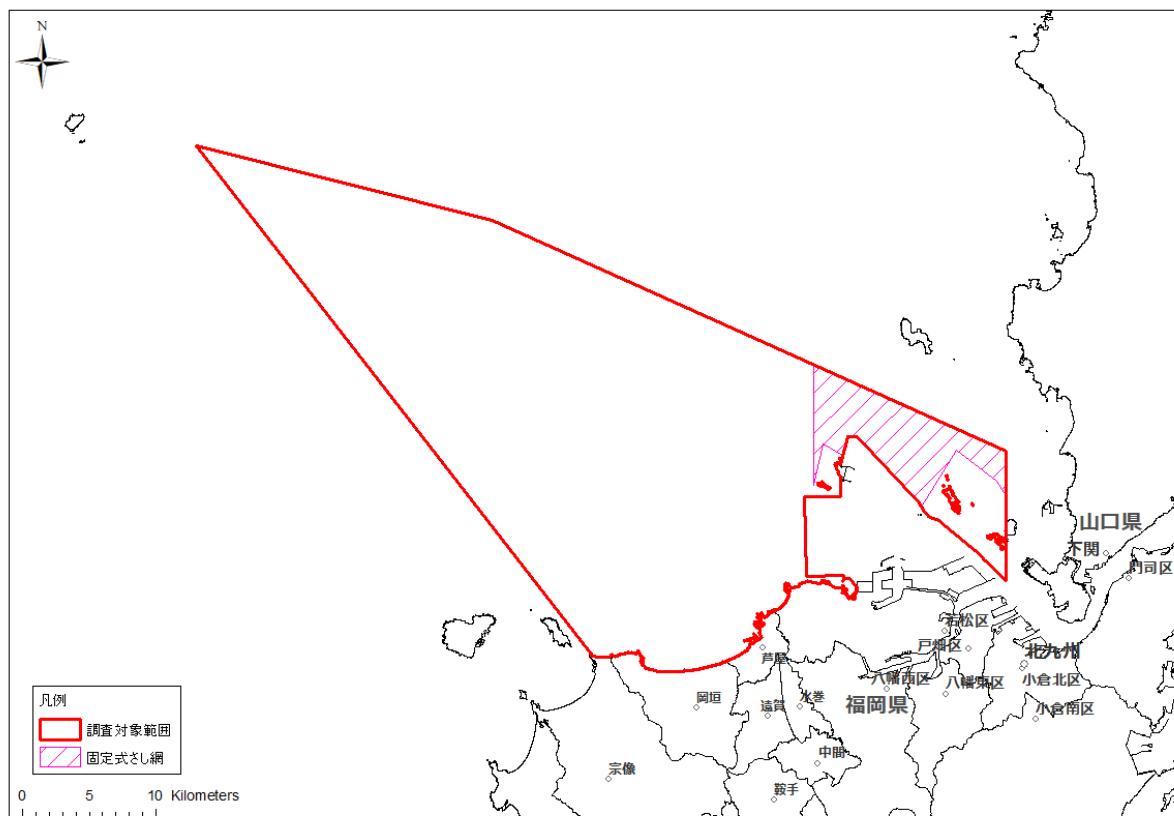 N
山口県
下関
門司区
若松区
戸畑区
北九州
芦屋
八幡西区
八幡東区
小倉北区
岡垣
遠賀
水巻
福岡県
小倉南区
中間
宗像
鞍手
凡例
調査対象範囲
固定式さし網
0 5 10 Kilometers